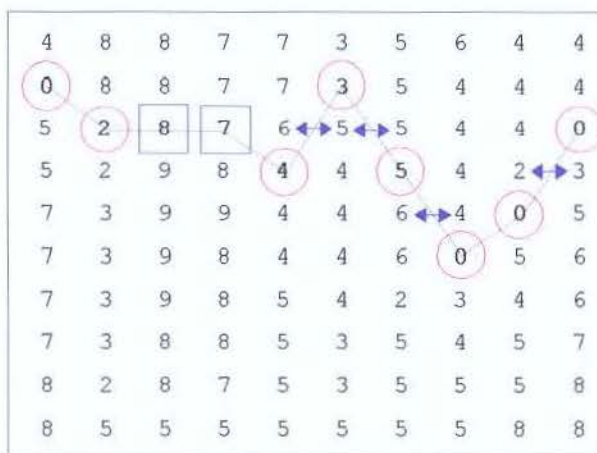 4 8 8 7 7 3 5 6 4 4
0 8 8 7 7 3 5 4 4 4
5 2 8 7 6 5 5 4 4 0
5 2 9 8 4 4 5 4 2 3
7 3 9 9 4 4 6 4 0 5
7 3 9 8 4 4 6 0 5 6
7 3 9 8 5 4 2 3 4 6
7 3 8 8 5 3 5 4 5 7
8 2 8 7 5 3 5 5 5 8
8 5 5 5 5 5 5 5 8 8